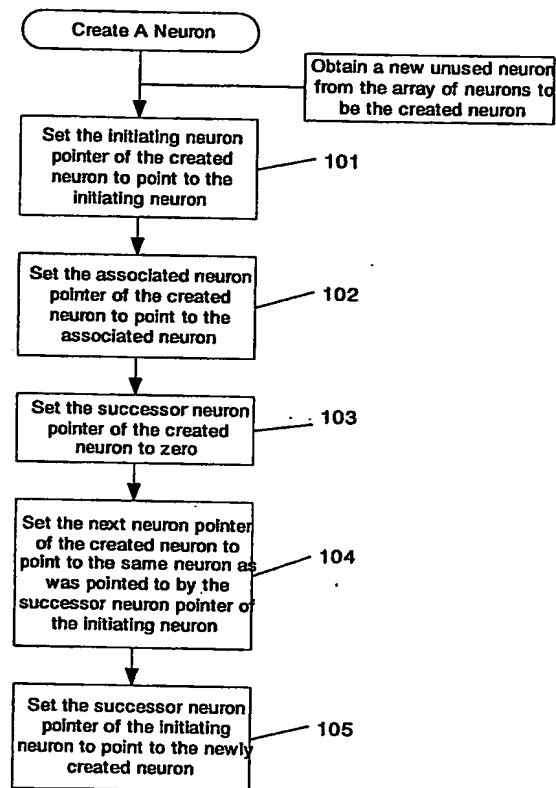 Create A Neuron
Obtain a new unused neuron
from the array of neurons to
be the created neuron
Set the initiating neuron
pointer of the created
neuron to point to the
initiating neuron
101
Set the associated neuron
pointer of the created
neuron to point to the
associated neuron
102
Set the successor neuron
pointer of the created
neuron to zero
103
Set the next neuron pointer
of the created neuron to
point to the same neuron as
was pointed to by the
successor neuron pointer of
the initiating neuron
104
Set the successor neuron
pointer of the initiating
neuron to point to the newly
created neuron
105